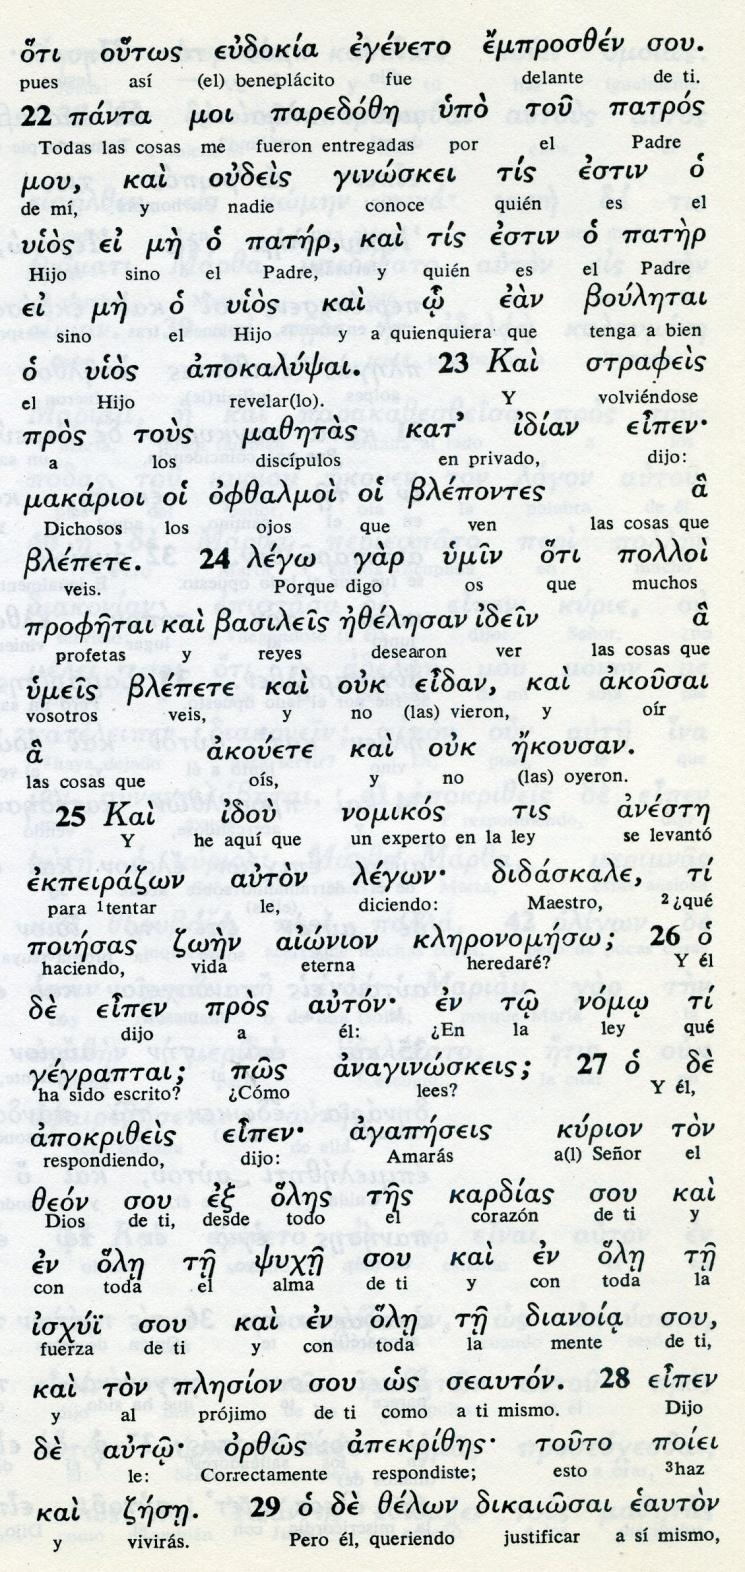 ὅτι οὕτως εὐδοκία ἐγένετο ἔμπροσθέν σου.
pues así (el) beneplácito fue delante de ti.
22 πάντα μοι παρεδόθη ὑπὸ τοῦ πατρός
Todas las cosas me fueron entregadas por el Padre
μου, καὶ οὐδεὶς γινώσκει τίς ἐστιν ὁ
de mí, y nadie conoce quién es el
υἱὸς εἰ μὴ ὁ πατήρ, καὶ τίς ἐστιν ὁ πατὴρ
Hijo sino el Padre, y quién es el Padre
εἰ μὴ ὁ υἱὸς καὶ ᾧ ἐὰν βούληται
sino el Hijo y a quienquiera que tenga a bien
ὁ υἱὸς ἀποκαλύψαι. 23 Καὶ στραφεὶς
el Hijo revelar(lo). Y volviéndose
πρὸς τοὺς μαθητὰς κατ' ἰδίαν εἶπεν·
a los discípulos en privado, dijo:
μακάριοι οἱ ὀφθαλμοὶ οἱ βλέποντες ἃ
Dichosos los ojos que ven las cosas que
βλέπετε. 24 λέγω γὰρ ὑμῖν ὅτι πολλοὶ
veis. Porque digo os que muchos
προφῆται καὶ βασιλεῖς ἠθέλησαν ἰδεῖν ἃ
profetas y reyes desearon ver las cosas que
ὑμεῖς βλέπετε καὶ οὐκ εἶδαν, καὶ ἀκοῦσαι
vosotros veis, y no (las) vieron, y oír
ἃ ἀκούετε καὶ οὐκ ἤκουσαν.
las cosas que oís, y no (las) oyeron.
25 Καὶ ἰδοὺ νομικός τις ἀνέστη
Y he aquí que un experto en la ley se levantó
ἐκπειράζων αὐτὸν λέγων· διδάσκαλε, τί
para ¹tentar le, diciendo: Maestro, ²¿qué
ποιήσας ζωὴν αἰώνιον κληρονομήσω; 26 ὁ
haciendo, vida eterna heredaré? Y él
δὲ εἶπεν πρὸς αὐτόν· ἐν τῷ νόμῳ τί
dijo a él: ¿En la ley qué
γέγραπται; πῶς ἀναγινώσκεις; 27 ὁ δὲ
ha sido escrito? ¿Cómo lees? Y él,
ἀποκριθεὶς εἶπεν· ἀγαπήσεις κύριον τὸν
respondiendo, dijo: Amarás a(l) Señor el
θεόν σου ἐξ ὅλης τῆς καρδίας σου καὶ
Dios de ti, desde todo el corazón de ti y
ἐν ὅλῃ τῇ ψυχῇ σου καὶ ἐν ὅλῃ τῇ
con toda el alma de ti y con toda la
ἰσχύϊ σου καὶ ἐν ὅλῃ τῇ διανοίᾳ σου,
fuerza de ti y con toda la mente de ti,
καὶ τὸν πλησίον σου ὡς σεαυτόν. 28 εἶπεν
y al prójimo de ti como a ti mismo. Dijo
δὲ αὐτῷ· ὀρθῶς ἀπεκρίθης· τοῦτο ποίει
le: Correctamente respondiste; esto ³haz
καὶ ζήσῃ. 29 ὁ δὲ θέλων δικαιῶσαι ἑαυτὸν
y vivirás. Pero él, queriendo justificar a sí mismo,